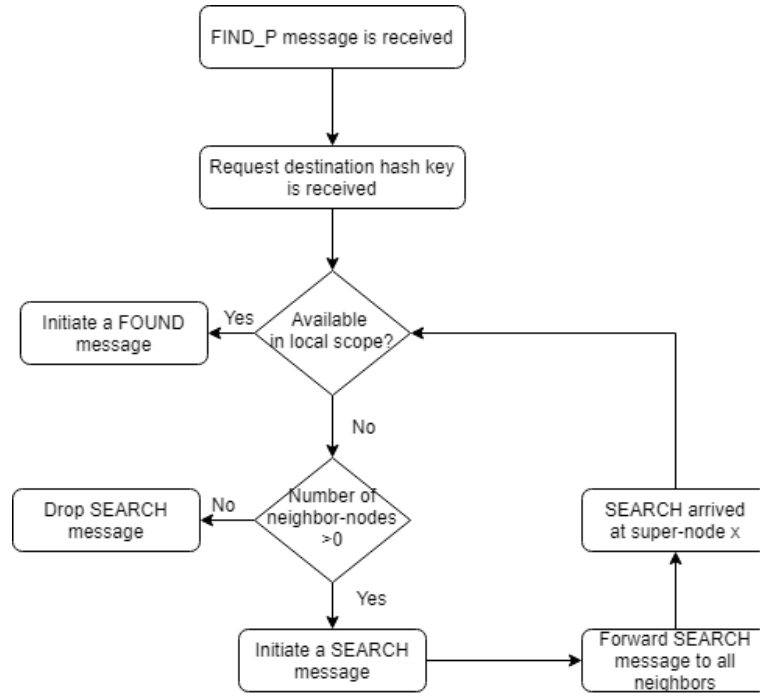 FIND_P message is received
Request destination hash key
is received
Available
in local scope?
Yes
Initiate a FOUND
message
No
Number of
neighbor-nodes
>0
No
Drop SEARCH
message
Yes
Initiate a SEARCH
message
Forward SEARCH
message to all
neighbors
SEARCH arrived
at super-node x